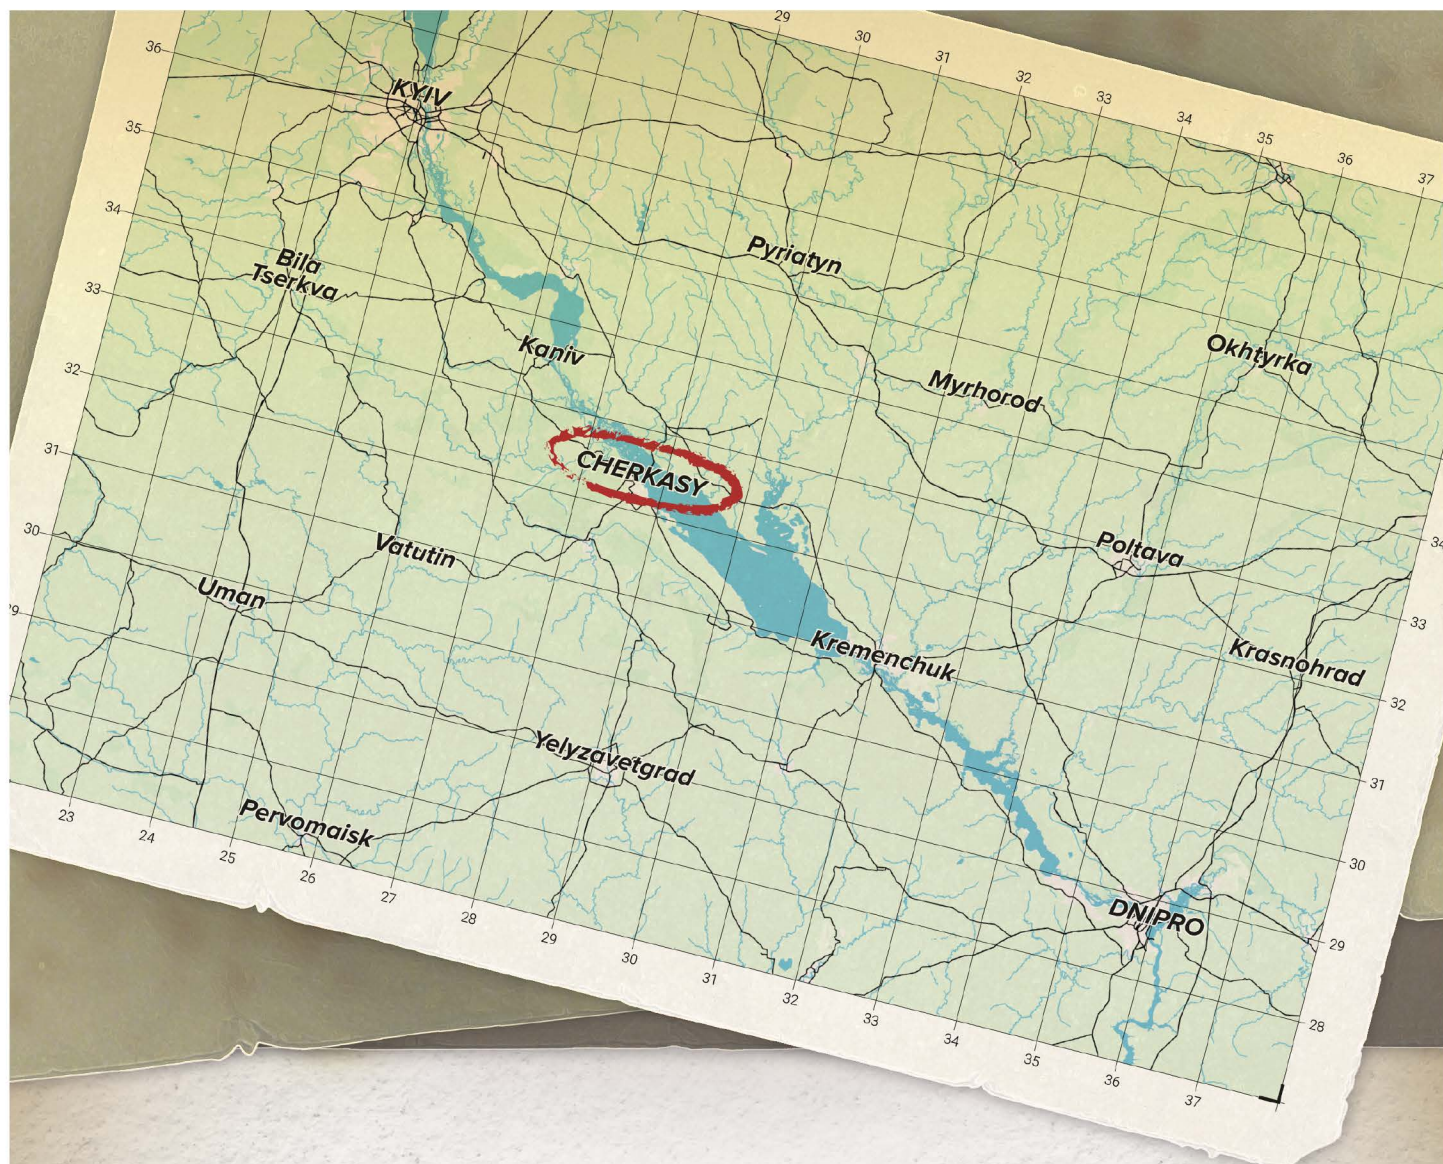 29
30
31
32
33
34
35
36
37
36
35
34
33
32
31
30
KYIV
Bila
Tserkva
Pyriatyn
Kaniv
Okhtyrka
Myrhorod
CHERKASY
Vatutin
Poltava
Uman
Kremenchuk
Krasnohrad
Yelyzavetgrad
Pervomaisk
DNIPRO
33
32
31
30
29
28
23
24
25
26
27
28
29
30
31
32
33
34
35
36
37